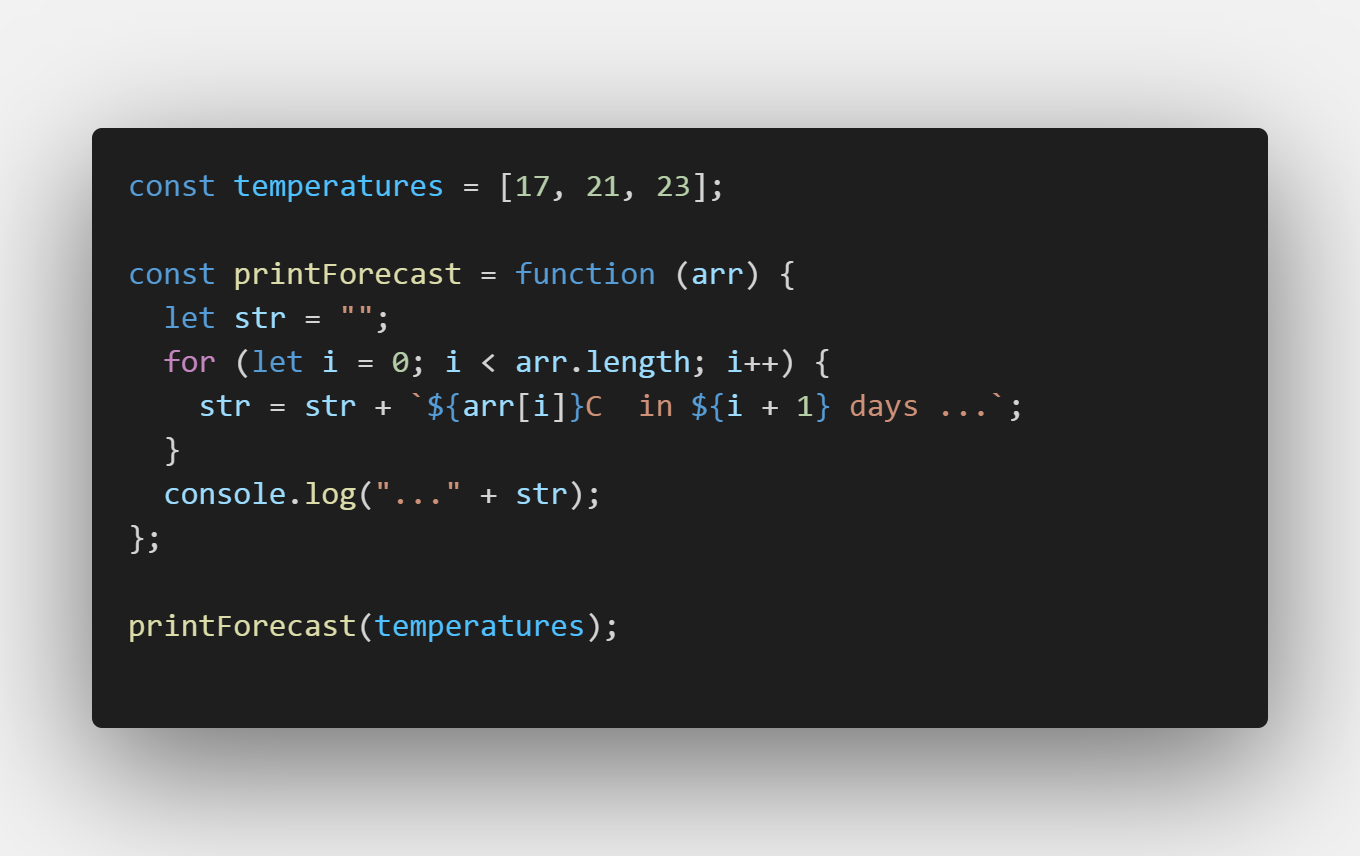 const temperatures = [17, 21, 23];

const printForecast = function (arr) {
  let str = "";
  for (let i = 0; i < arr.length; i++) {
    str = str + `${arr[i]}C  in ${i + 1} days ...`;
  }
  console.log("..." + str);
};

printForecast(temperatures);